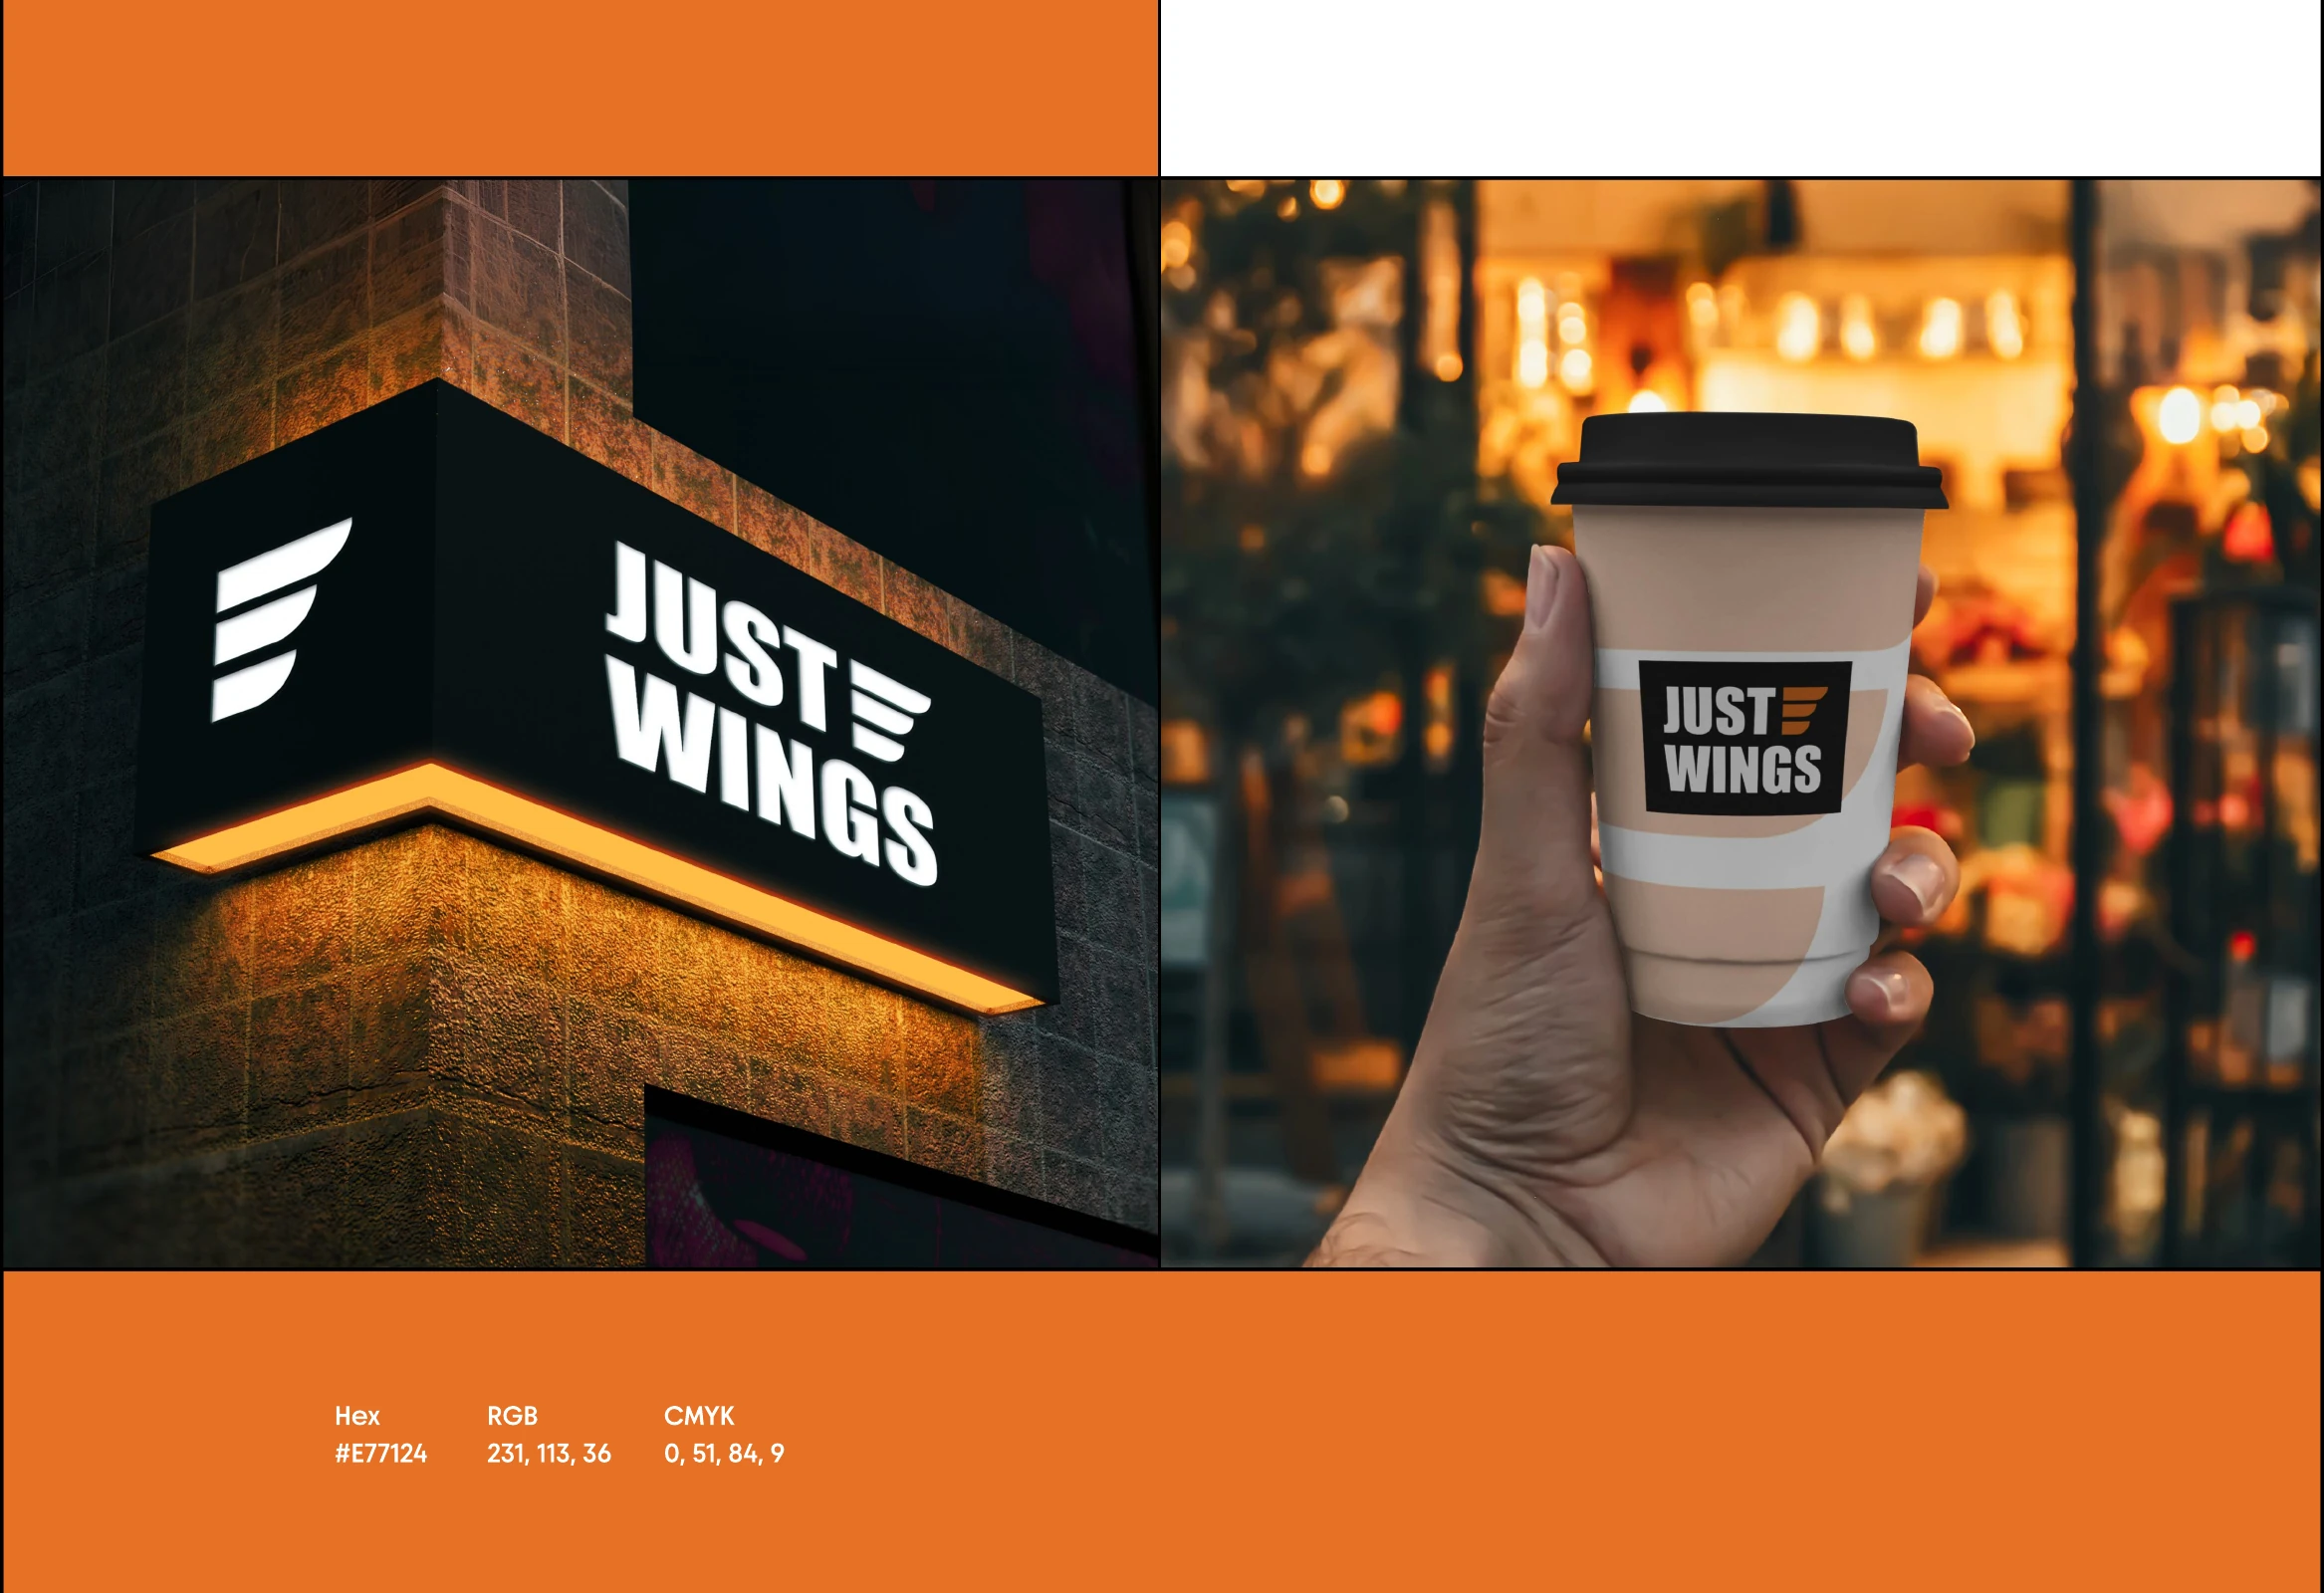 JUST
WINGS
JUST
WINGS
Hex
#E77124
RGB
231, 113, 36
CMYK
0, 51, 84, 9